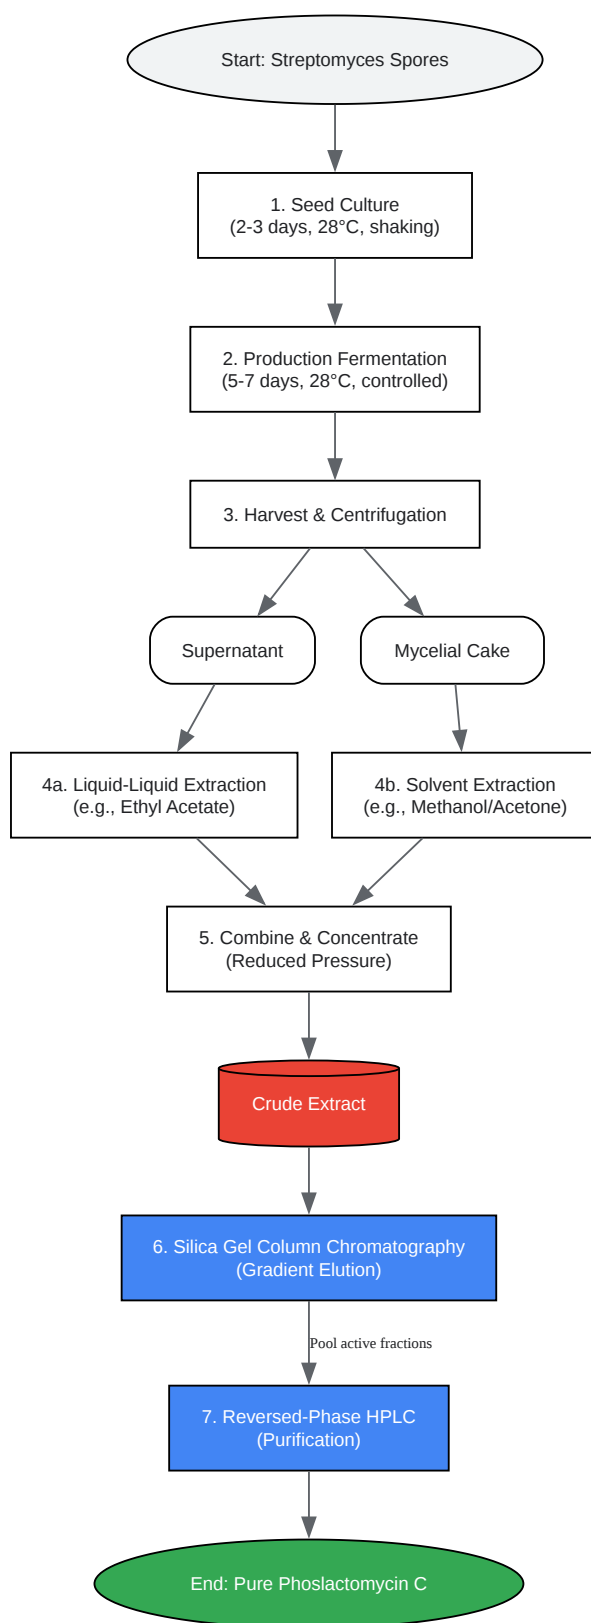 Start: Streptomyces Spores
1. Seed Culture
(2-3 days, 28°C, shaking)
2. Production Fermentation
(5-7 days, 28°C, controlled)
3. Harvest & Centrifugation
Supernatant
Mycelial Cake
4a. Liquid-Liquid Extraction
(e.g., Ethyl Acetate)
4b. Solvent Extraction
(e.g., Methanol/Acetone)
5. Combine & Concentrate
(Reduced Pressure)
Crude Extract
6. Silica Gel Column Chromatography
(Gradient Elution)
Pool active fractions
7. Reversed-Phase HPLC
(Purification)
End: Pure Phoslactomycin C